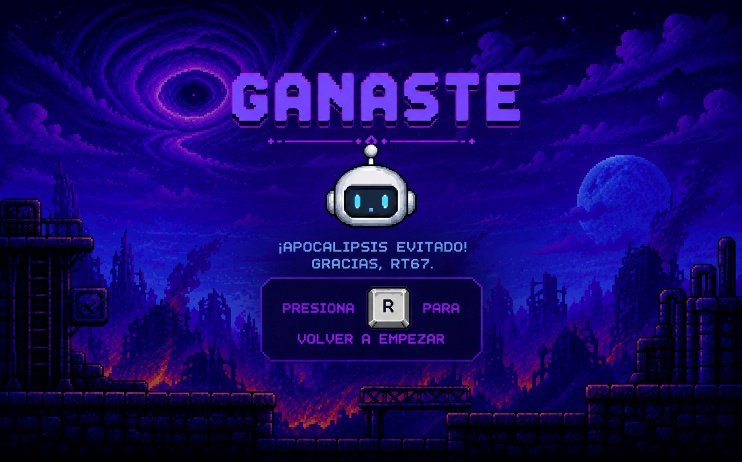 GANASTE
¡APOCALIPSIS EVITADO!
GRACIAS, RT67.
PRESIONA R PARA
VOLVER A EMPEZAR